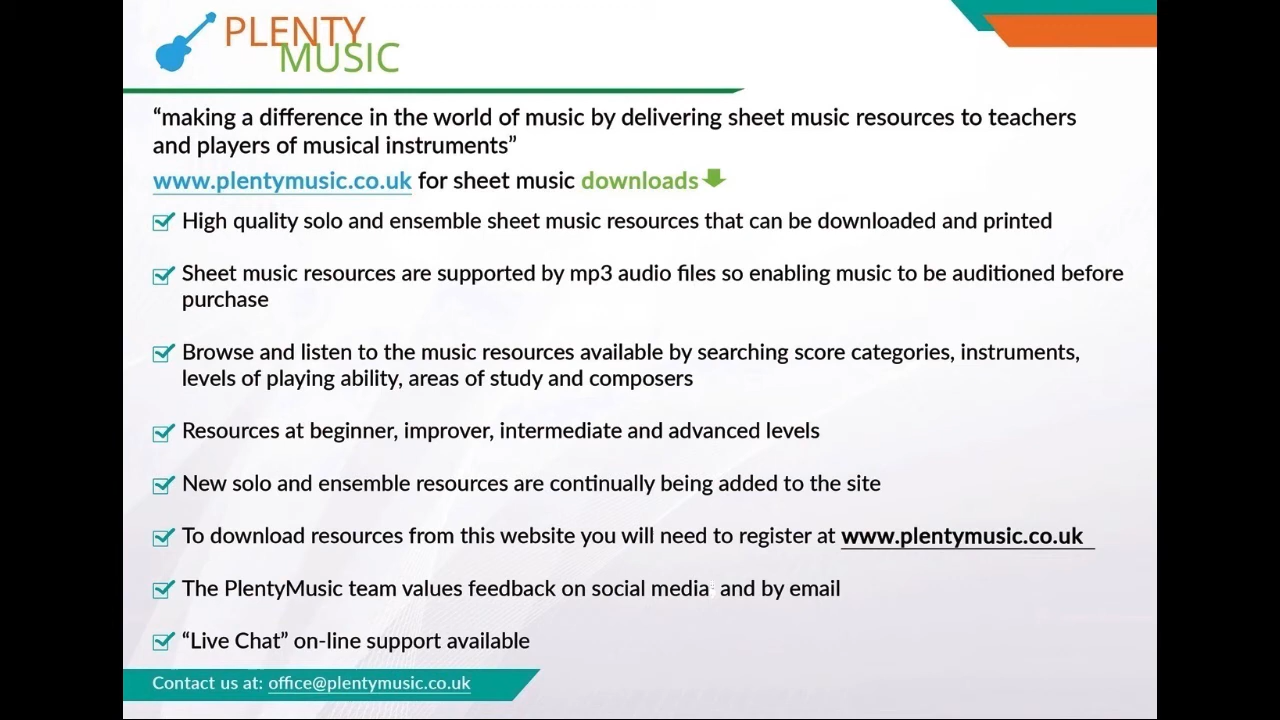 PLENTY
MUSIC
“making a difference in the world of music by delivering sheet music resources to teachers
and players of musical instruments”
www.plentymusic.co.uk for sheet music downloads
High quality solo and ensemble sheet music resources that can be downloaded and printed
Sheet music resources are supported by mp3 audio files so enabling music to be auditioned before
purchase
Browse and listen to the music resources available by searching score categories, instruments,
levels of playing ability, areas of study and composers
Resources at beginner, improver, intermediate and advanced levels
New solo and ensemble resources are continually being added to the site
To download resources from this website you will need to register at www.plentymusic.co.uk
The PlentyMusic team values feedback on social media and by email
“Live Chat” on-line support available
Contact us at: office@plentymusic.co.uk